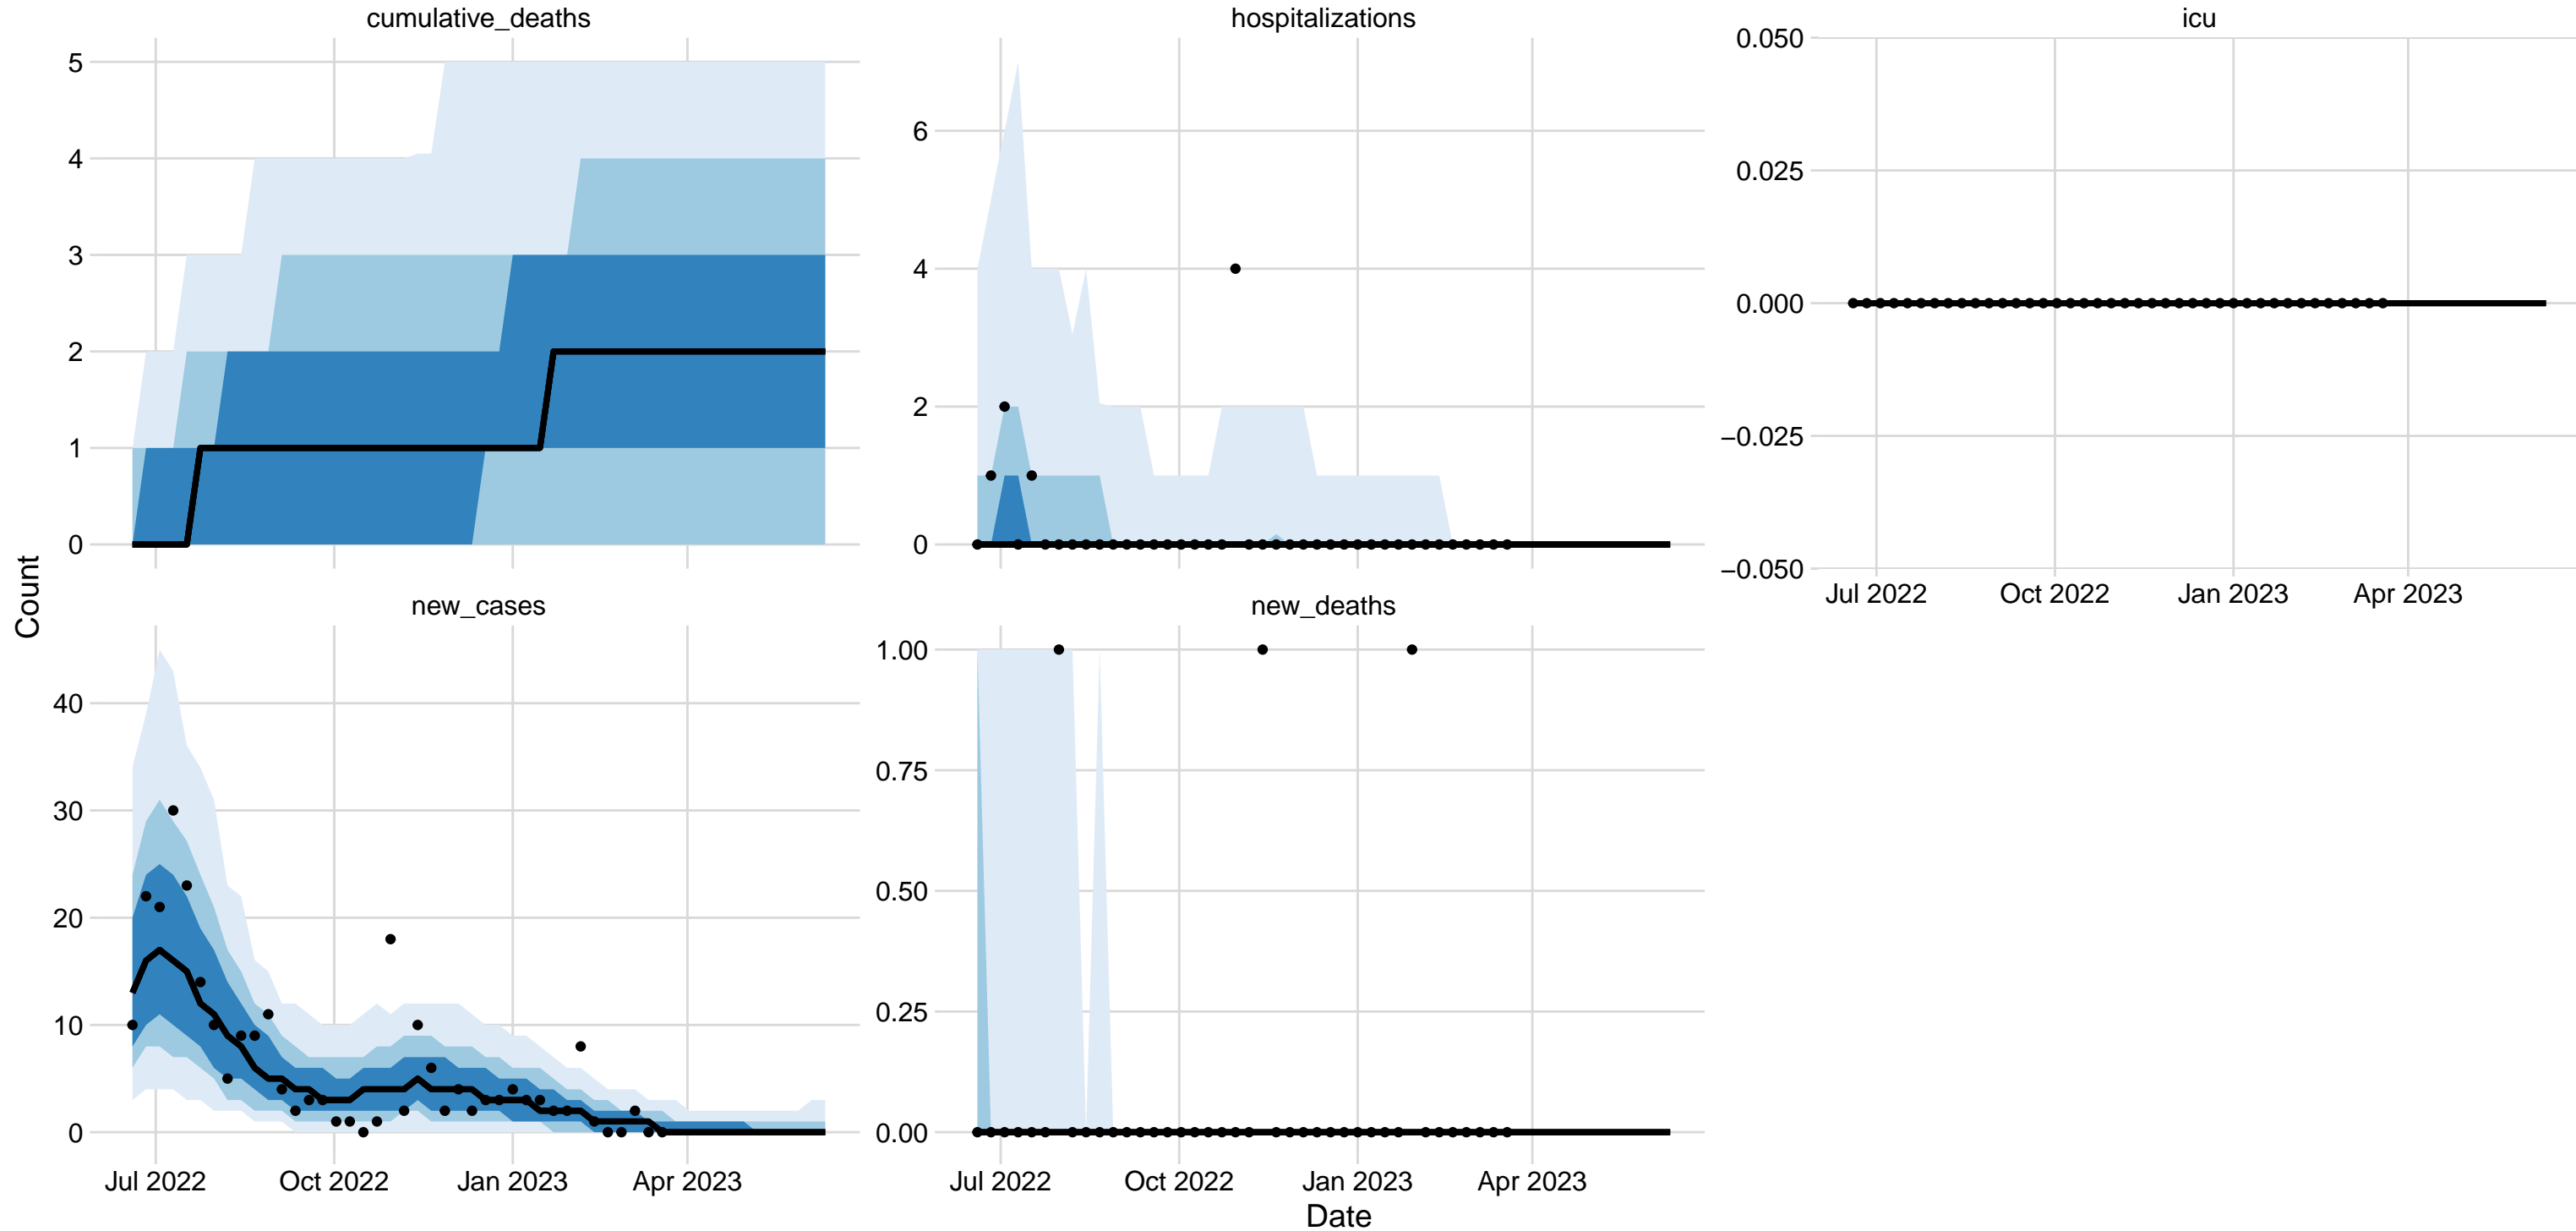 cumulative_deaths
hospitalizations
icu
5
4
3
2
1
0
6
4
2
0
0.050
0.025
0.000
−0.025
−0.050
Jul 2022
Oct 2022
Jan 2023
Apr 2023
Count
new_cases
new_deaths
40
30
20
10
0
1.00
0.75
0.50
0.25
0.00
Jul 2022
Oct 2022
Jan 2023
Apr 2023
Jul 2022
Oct 2022
Jan 2023
Apr 2023
Date